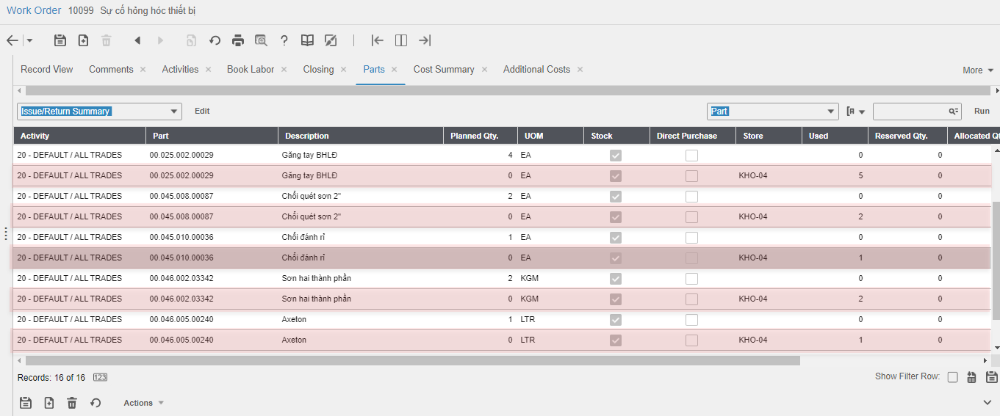 Work Order 10099 Sự cố hỏng hóc thiết bị
Record View Comments Activities Book Labor Closing Parts Cost Summary Additional Costs More
Issue/Return Summary Edit Part Run
Activity Part Description Planned Qty. UOM Stock Direct Purchase Store Used Reserved Qty. Allocated Qt
20 - DEFAULT / ALL TRADES 00.025.002.00029 Găng tay BHLĐ 4 EA 0 0
20 - DEFAULT / ALL TRADES 00.025.002.00029 Găng tay BHLĐ 0 EA KHO-04 5 0
20 - DEFAULT / ALL TRADES 00.045.008.00087 Chổi quét sơn 2" 2 EA 0 0
20 - DEFAULT / ALL TRADES 00.045.008.00087 Chổi quét sơn 2" 0 EA KHO-04 2 0
20 - DEFAULT / ALL TRADES 00.045.010.00036 Chổi đánh rỉ 1 EA 0 0
20 - DEFAULT / ALL TRADES 00.045.010.00036 Chổi đánh rỉ 0 EA KHO-04 1 0
20 - DEFAULT / ALL TRADES 00.046.002.03342 Sơn hai thành phần 2 KGM 0 0
20 - DEFAULT / ALL TRADES 00.046.002.03342 Sơn hai thành phần 0 KGM KHO-04 2 0
20 - DEFAULT / ALL TRADES 00.046.005.00240 Axeton 1 LTR 0 0
20 - DEFAULT / ALL TRADES 00.046.005.00240 Axeton 0 LTR KHO-04 1 0
Records: 16 of 16 123 Show Filter Row:
Actions